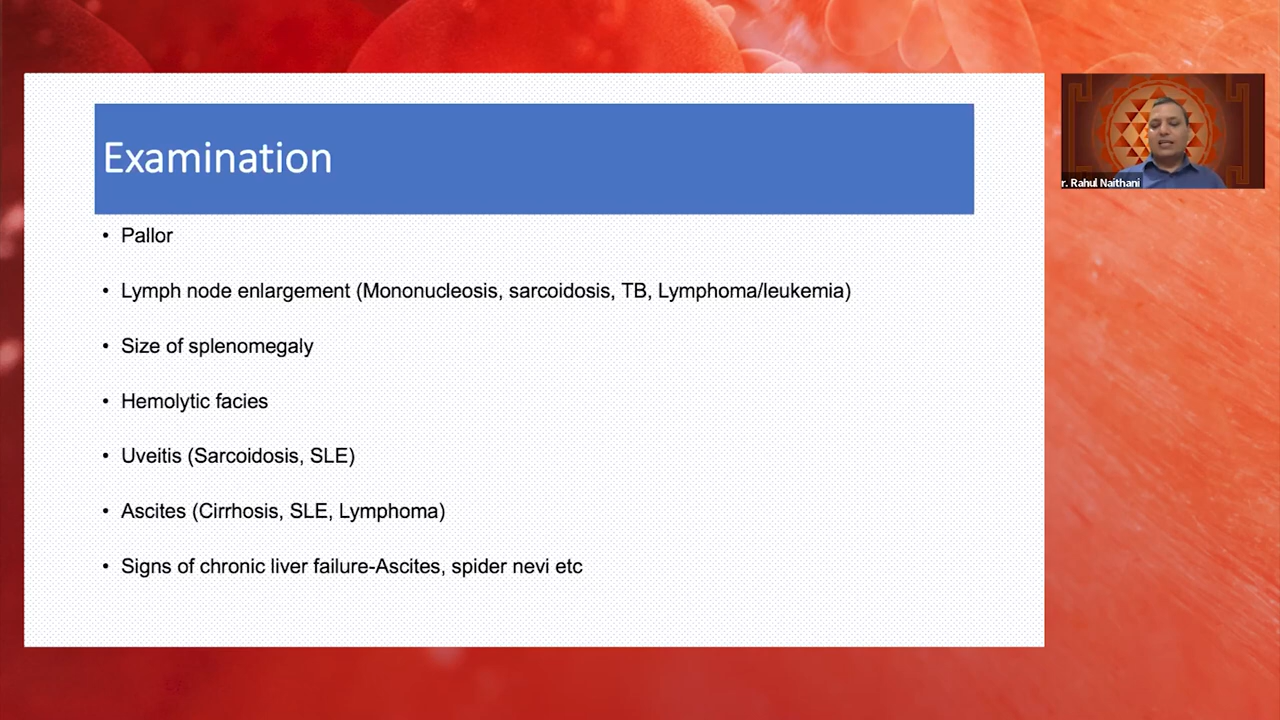 Examination
• Pallor
• Lymph node enlargement (Mononucleosis, sarcoidosis, TB, Lymphoma/leukemia)
• Size of splenomegaly
• Hemolytic facies
• Uveitis (Sarcoidosis, SLE)
• Ascites (Cirrhosis, SLE, Lymphoma)
• Signs of chronic liver failure-Ascites, spider nevi etc
r. Rahul Naithani